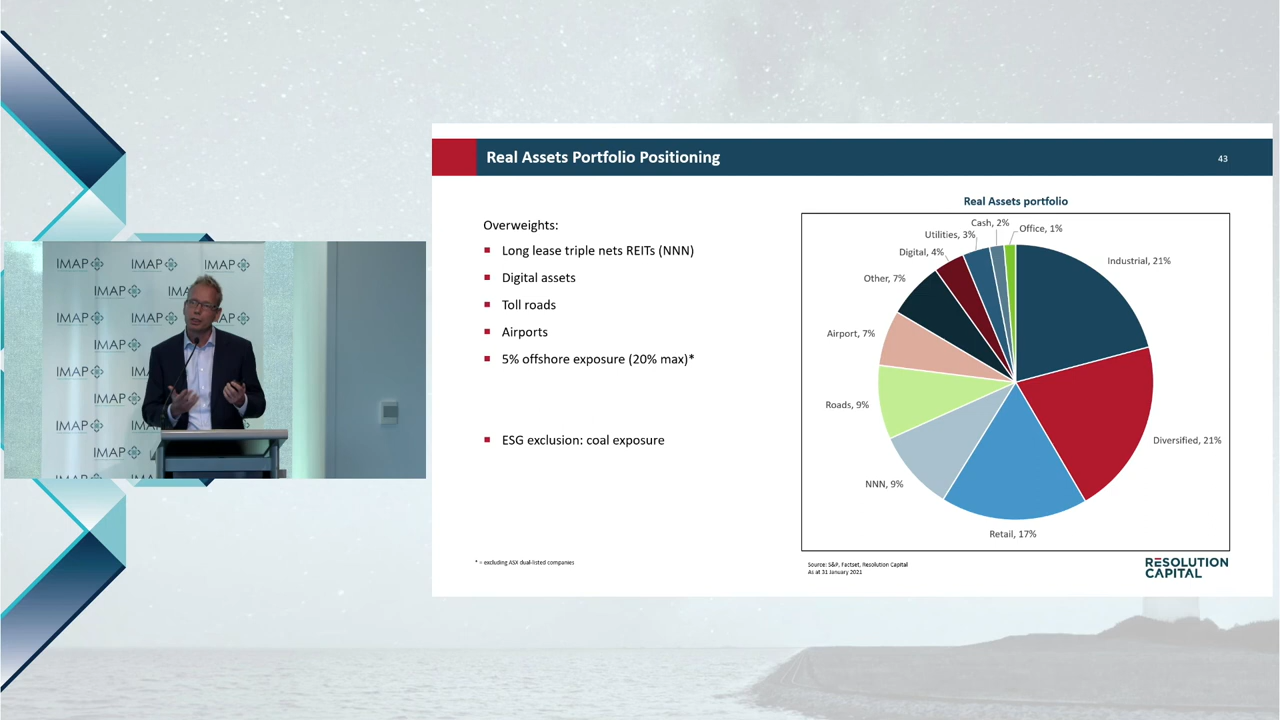 Real Assets Portfolio Positioning
43
Overweights:
Long lease triple nets REITs (NNN)
Digital assets
Toll roads
Airports
5% offshore exposure (20% max)*
ESG exclusion: coal exposure
* = excluding ASX dual-listed companies
Real Assets portfolio
Cash, 2%
Office, 1%
Utilities, 3%
Digital, 4%
Industrial, 21%
Other, 7%
Airport, 7%
Roads, 9%
Diversified, 21%
NNN, 9%
Retail, 17%
Source: S&P, Factset, Resolution Capital
As at 31 January 2021
RESOLUTION
CAPITAL
IMAP IMAP IMAP
IMAP IMA
IMAP IMAP
IMAP
IMAP
IMAP
IMAP
IMAP
IMAP